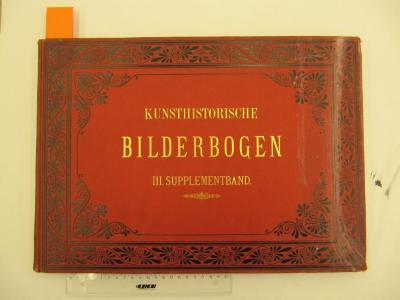 KUNSTHISTORISCHE
BILDERBOGEN
III. SUPPLEMENTBAND.